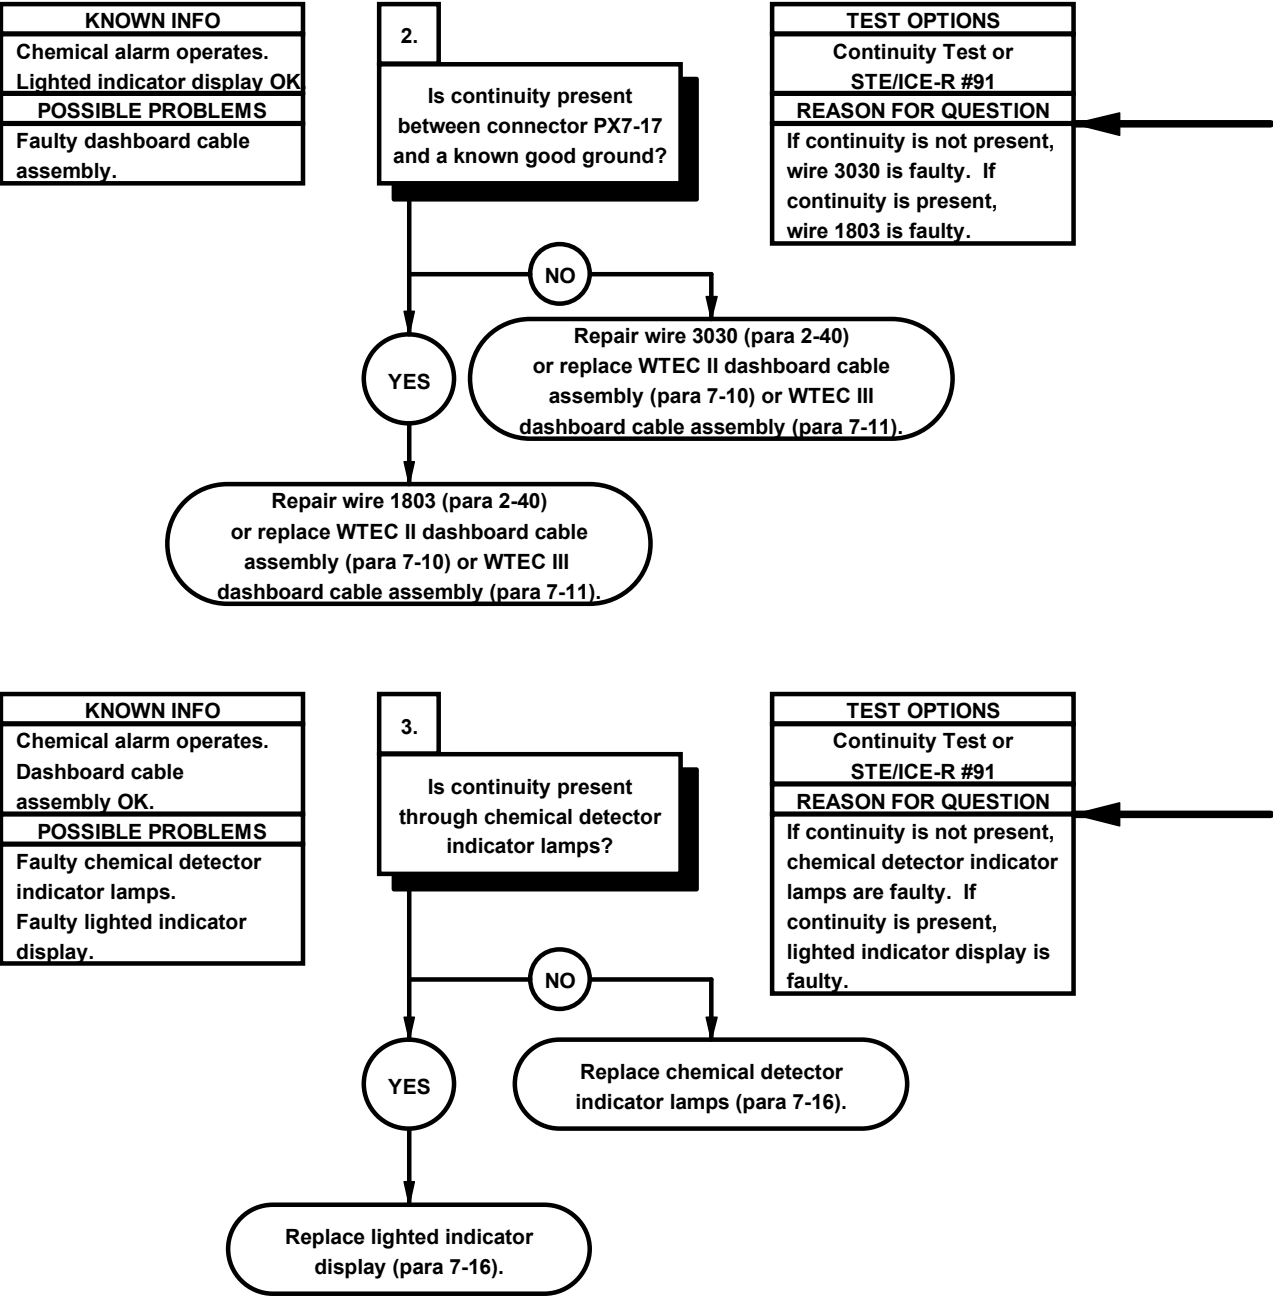 KNOWN INFO
Chemical alarm operates.
Lighted indicator display OK.
POSSIBLE PROBLEMS
Faulty dashboard cable
assembly.
2.
Is continuity present
between connector PX7-17
and a known good ground?
TEST OPTIONS
Continuity Test or
STE/ICE-R #91
REASON FOR QUESTION
If continuity is not present,
wire 3030 is faulty. If
continuity is present,
wire 1803 is faulty.
NO
YES
Repair wire 3030 (para 2-40)
or replace WTEC II dashboard cable
assembly (para 7-10) or WTEC III
dashboard cable assembly (para 7-11).
Repair wire 1803 (para 2-40)
or replace WTEC II dashboard cable
assembly (para 7-10) or WTEC III
dashboard cable assembly (para 7-11).
KNOWN INFO
Chemical alarm operates.
Dashboard cable
assembly OK.
POSSIBLE PROBLEMS
Faulty chemical detector
indicator lamps.
Faulty lighted indicator
display.
3.
Is continuity present
through chemical detector
indicator lamps?
TEST OPTIONS
Continuity Test or
STE/ICE-R #91
REASON FOR QUESTION
If continuity is not present,
chemical detector indicator
lamps are faulty. If
continuity is present,
lighted indicator display is
faulty.
NO
YES
Replace chemical detector
indicator lamps (para 7-16).
Replace lighted indicator
display (para 7-16).